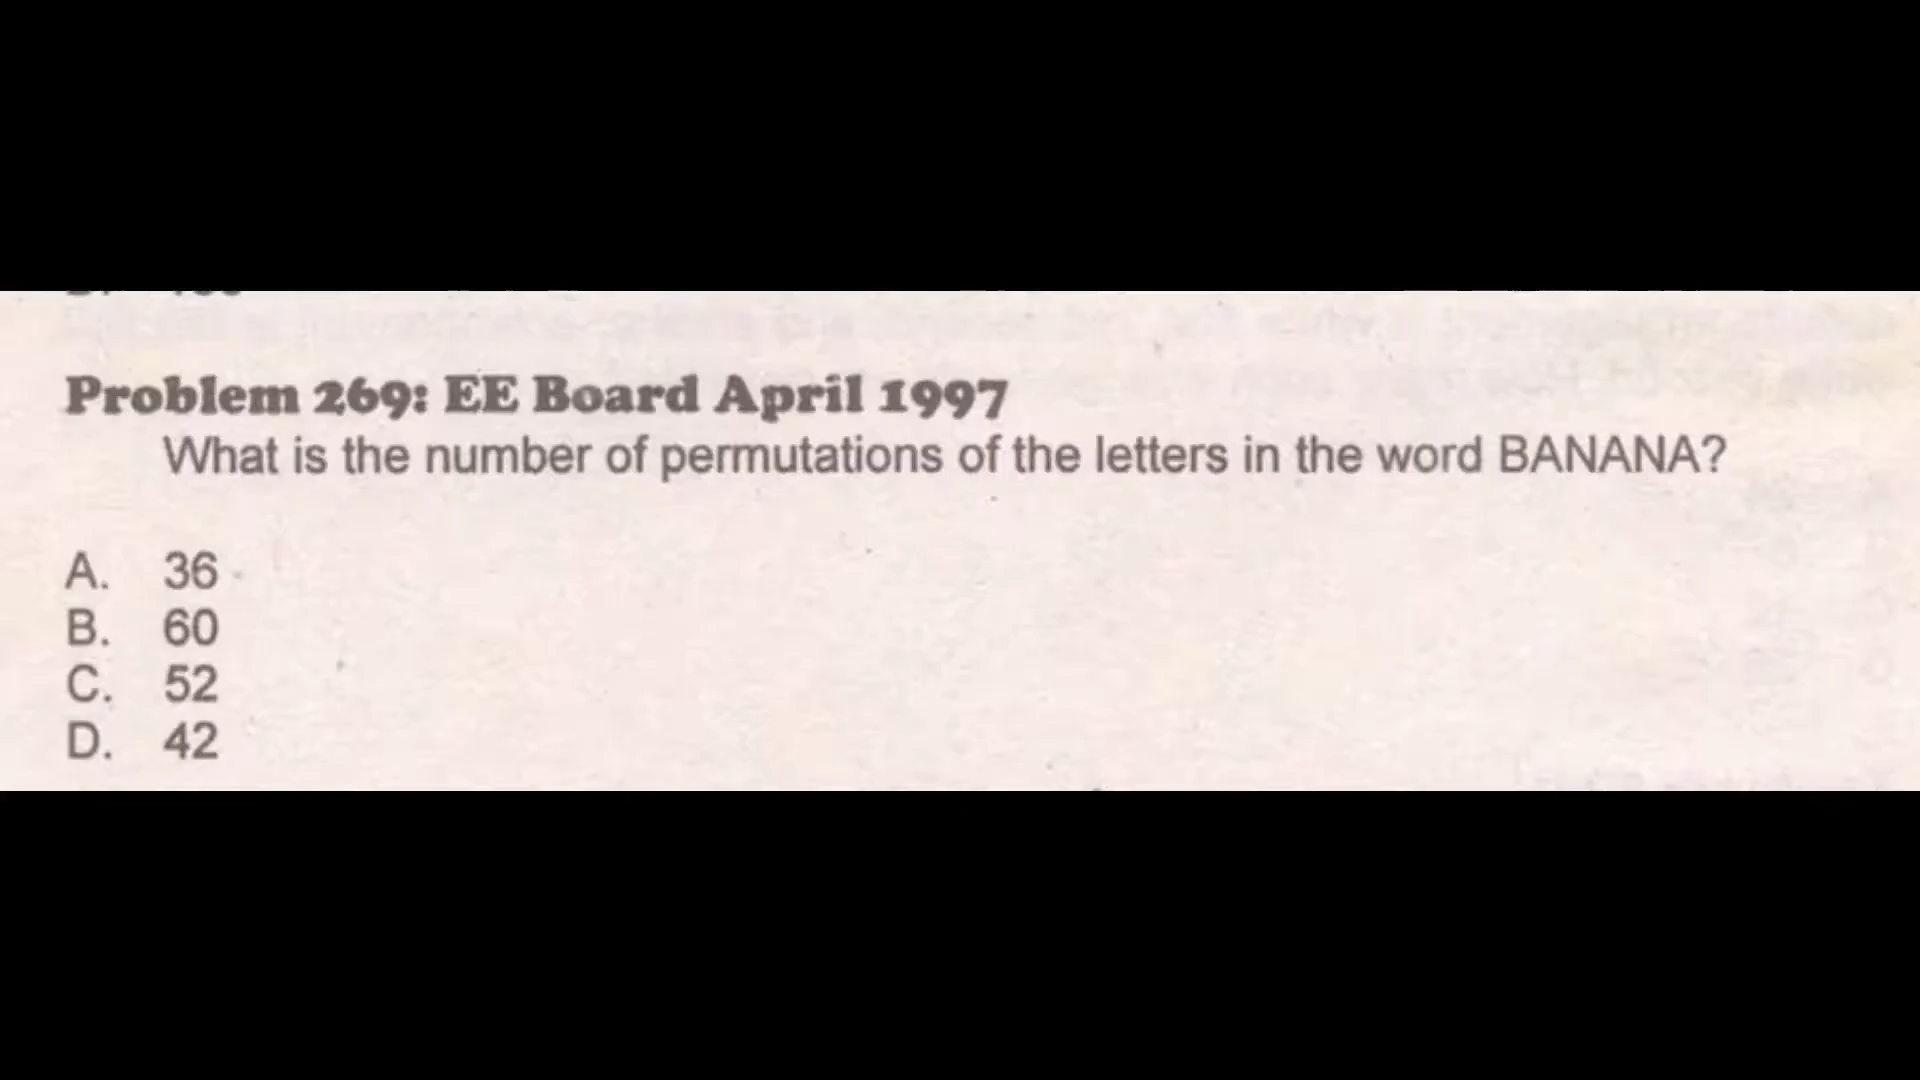 Problem 269: EE Board April 1997
What is the number of permutations of the letters in the word BANANA?
A. 36
B. 60
C. 52
D. 42